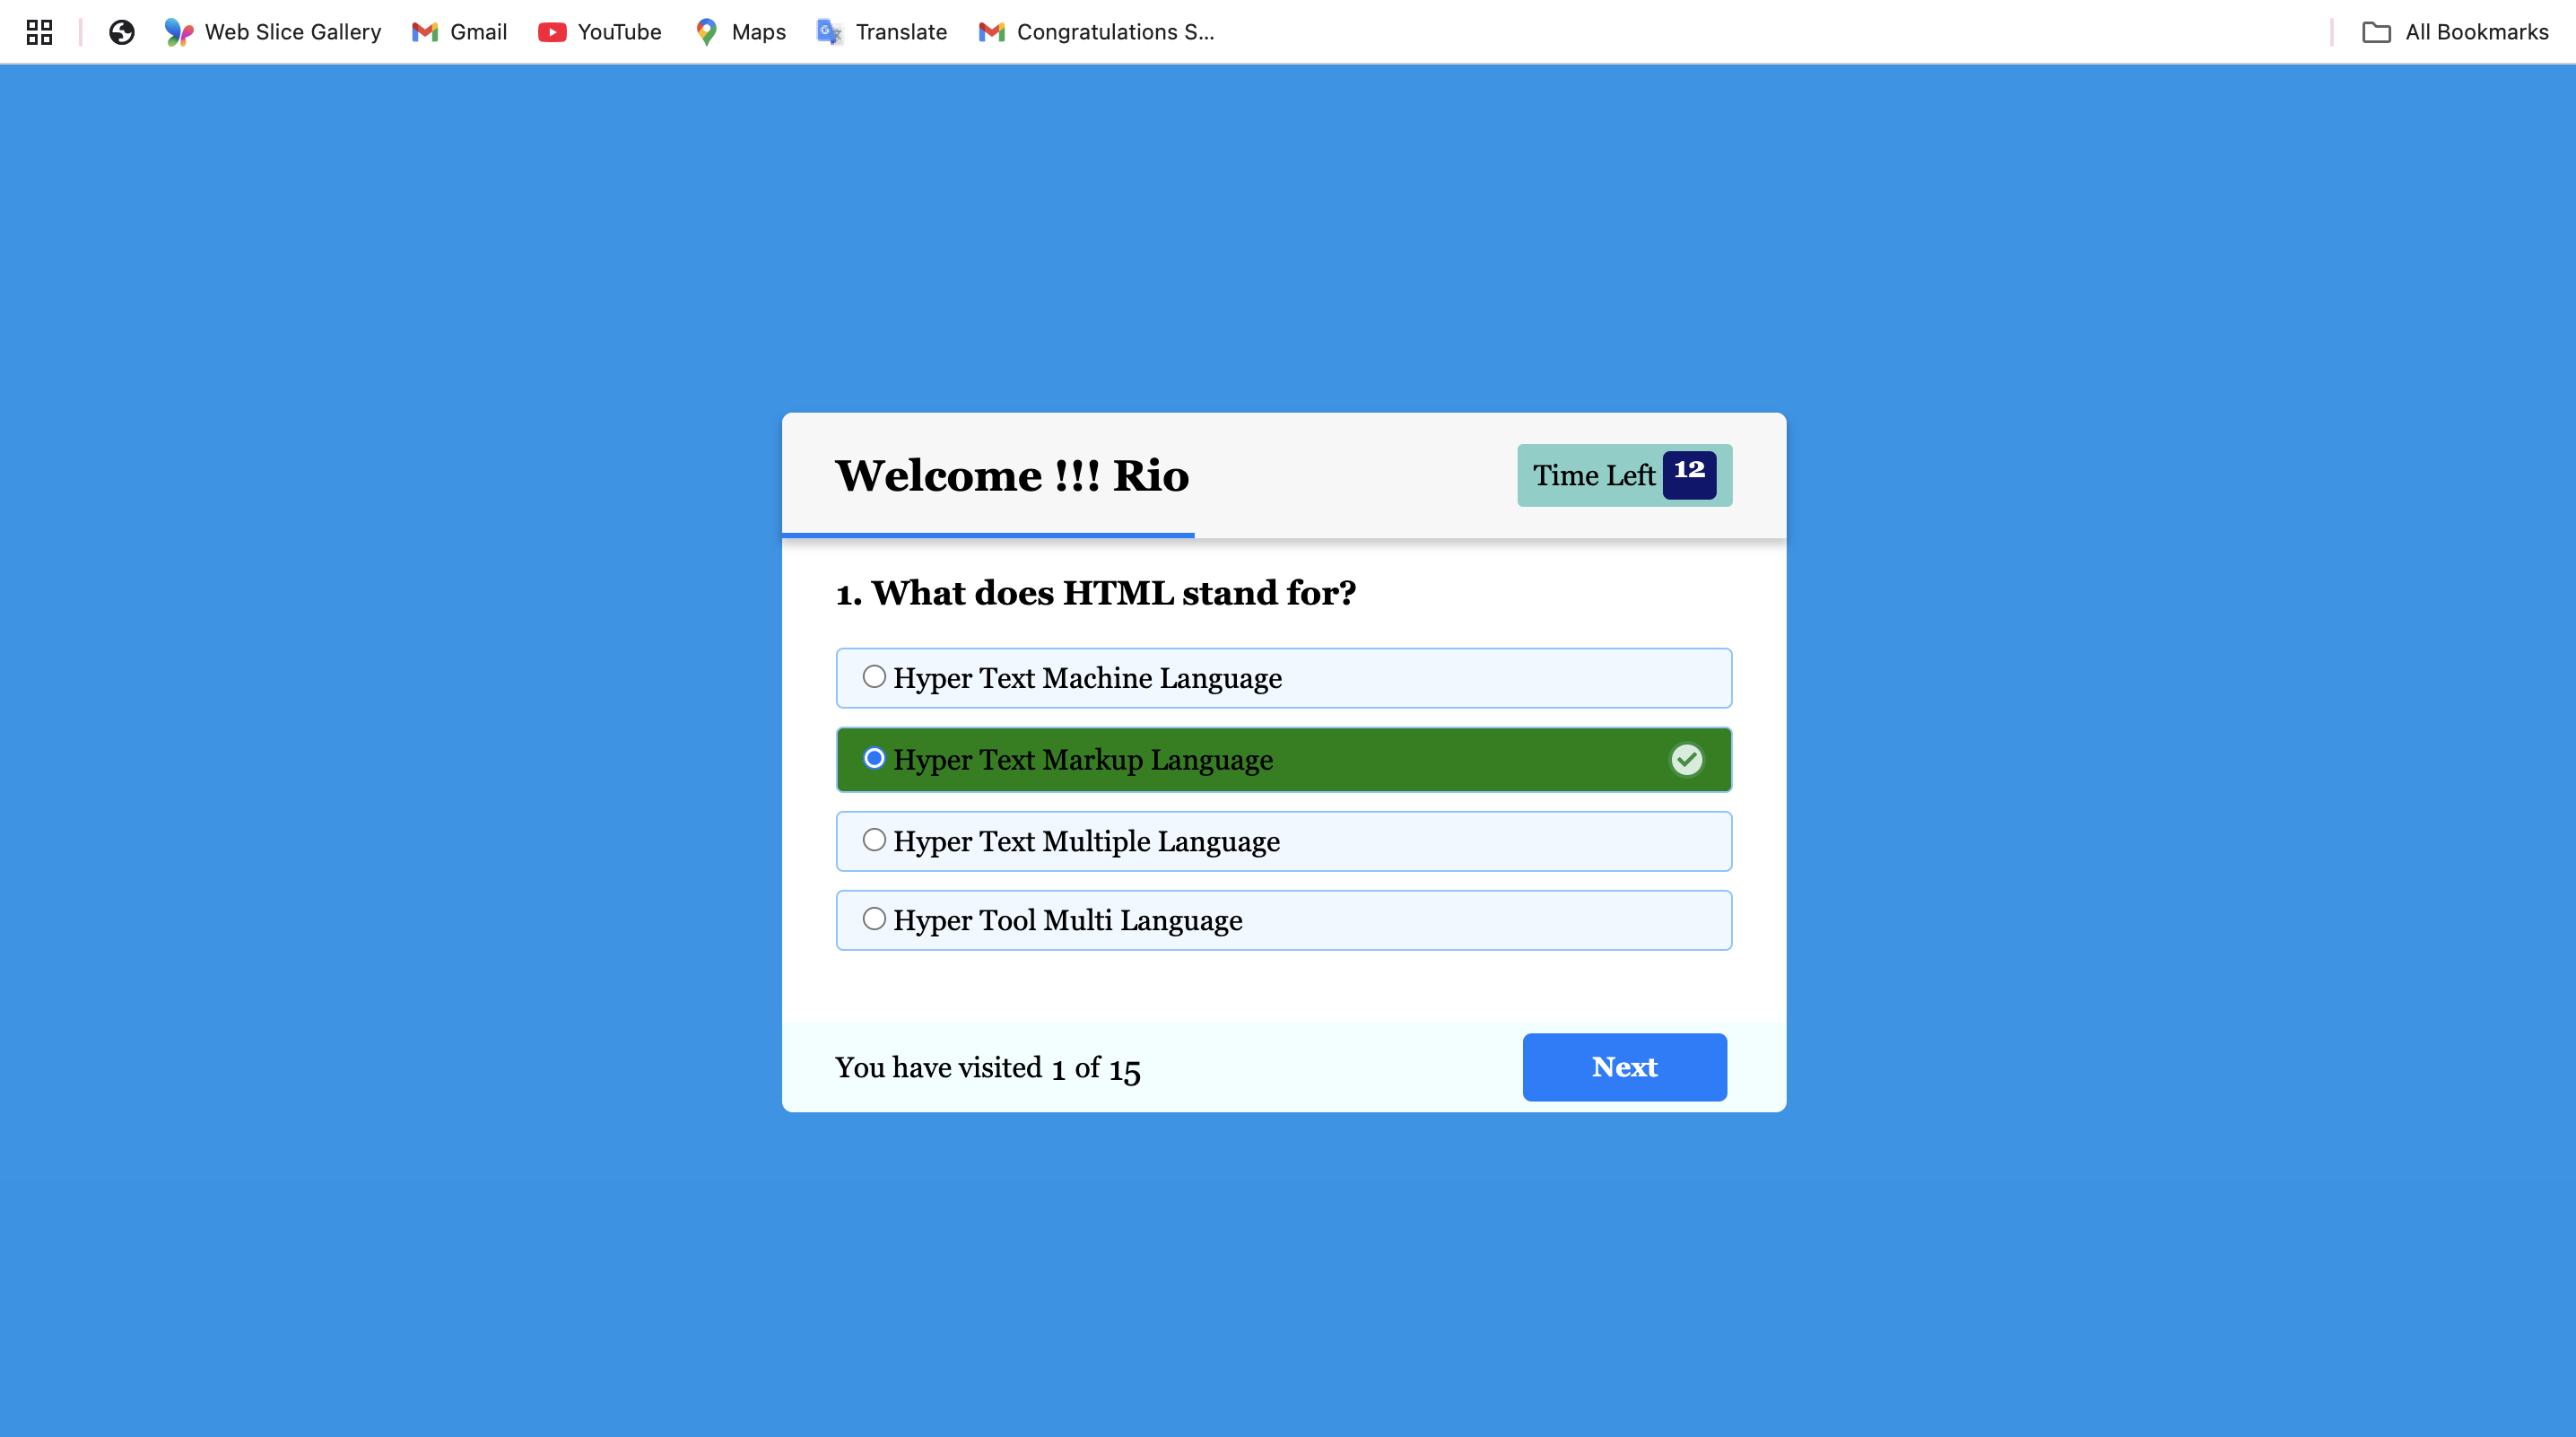 Web Slice Gallery Gmail YouTube Maps Translate Congratulations S... All Bookmarks
Welcome !!! Rio
Time Left 12
1. What does HTML stand for?
Hyper Text Machine Language
Hyper Text Markup Language
Hyper Text Multiple Language
Hyper Tool Multi Language
You have visited 1 of 15
Next